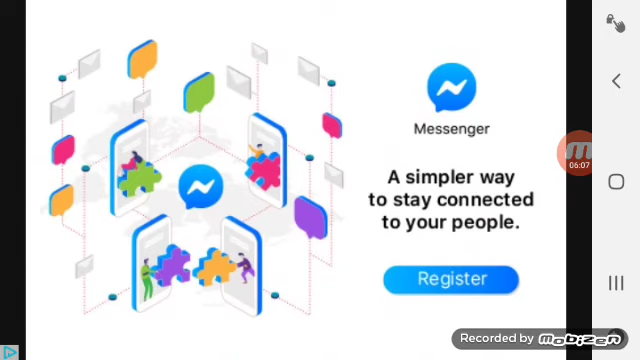 Messenger
A simpler way
to stay connected
to your people.
Register
06:07
Recorded by
MOBIZEN